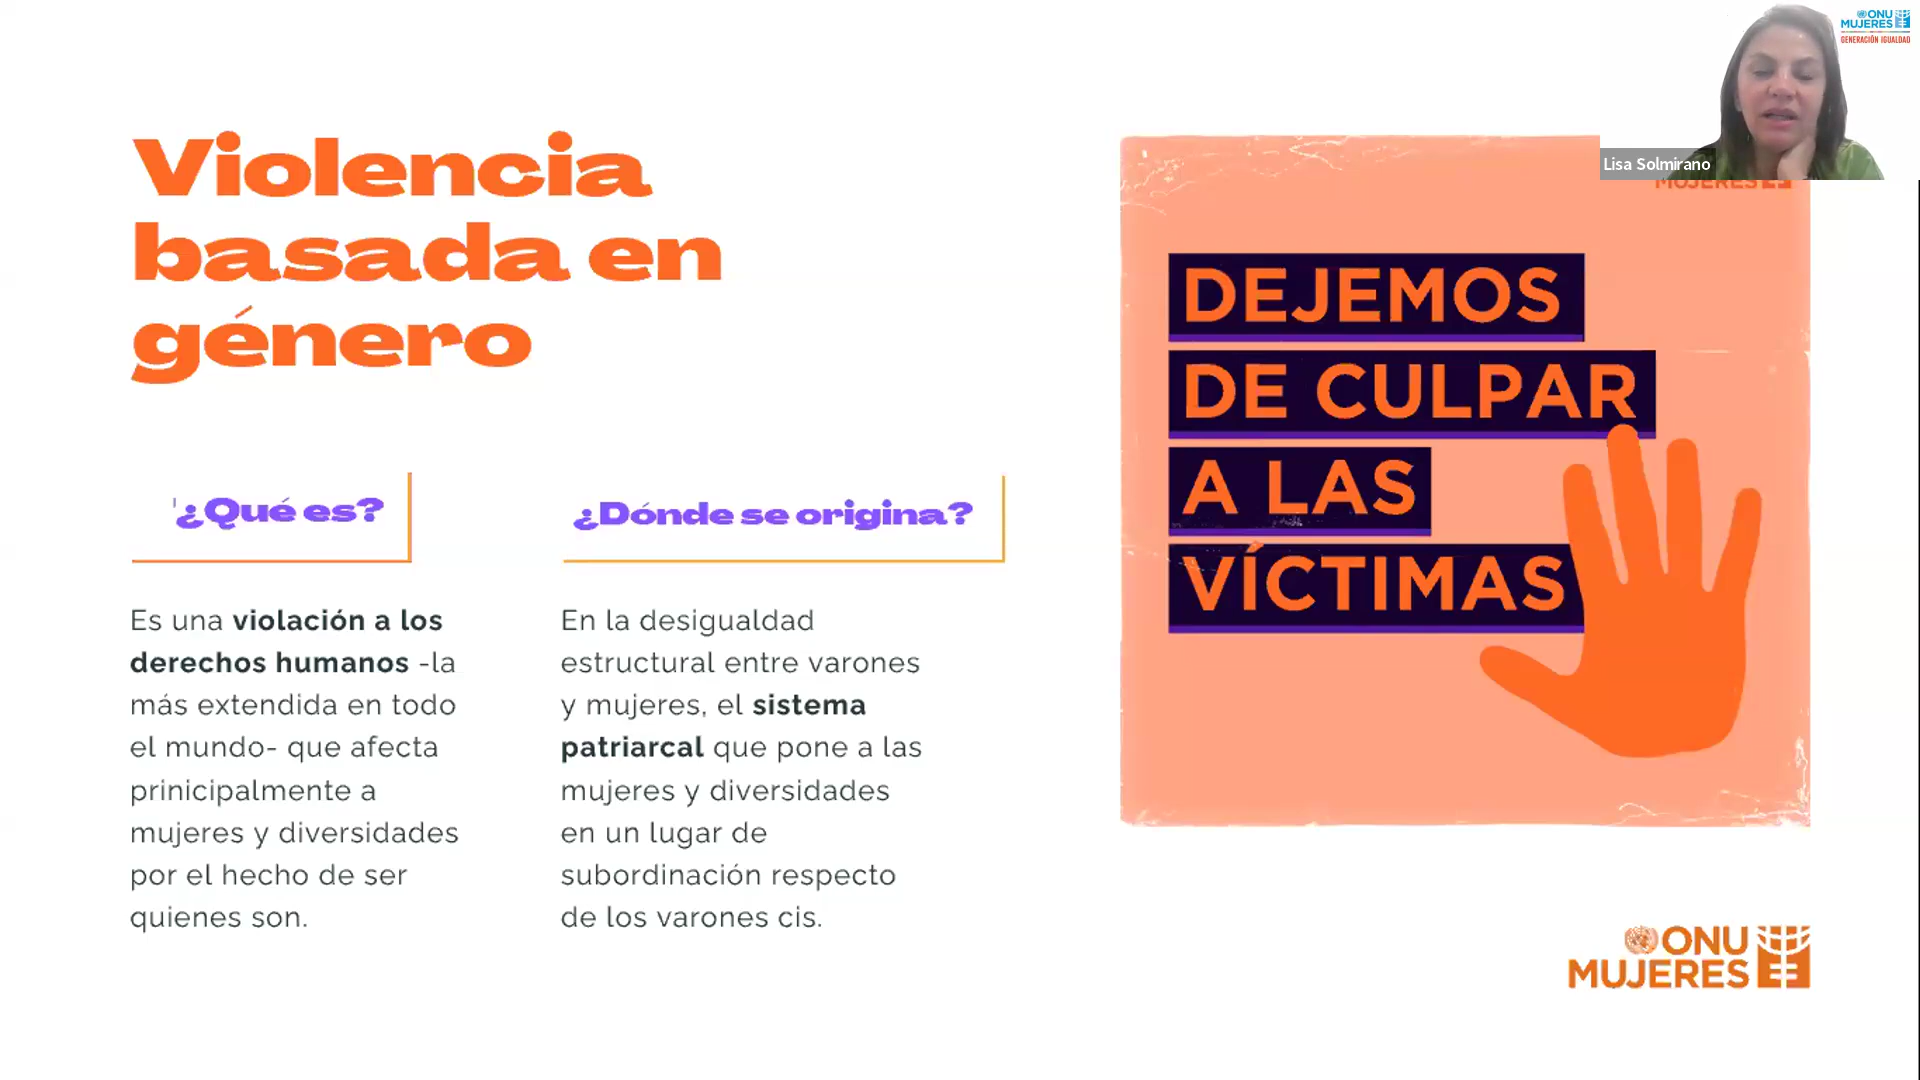 Violencia
basada en
género
¿Qué es?
Es una violación a los
derechos humanos -la
más extendida en todo
el mundo- que afecta
prinicipalmente a
mujeres y diversidades
por el hecho de ser
quienes son.
¿Dónde se origina?
En la desigualdad
estructural entre varones
y mujeres, el sistema
patriarcal que pone a las
mujeres y diversidades
en un lugar de
subordinación respecto
de los varones cis.
ONU
MUJERES
GENERACIÓN IGUALDAD
Lisa Solmirano
MUJERES
DEJEMOS
DE CULPAR
A LAS
VÍCTIMAS
ONU
MUJERES